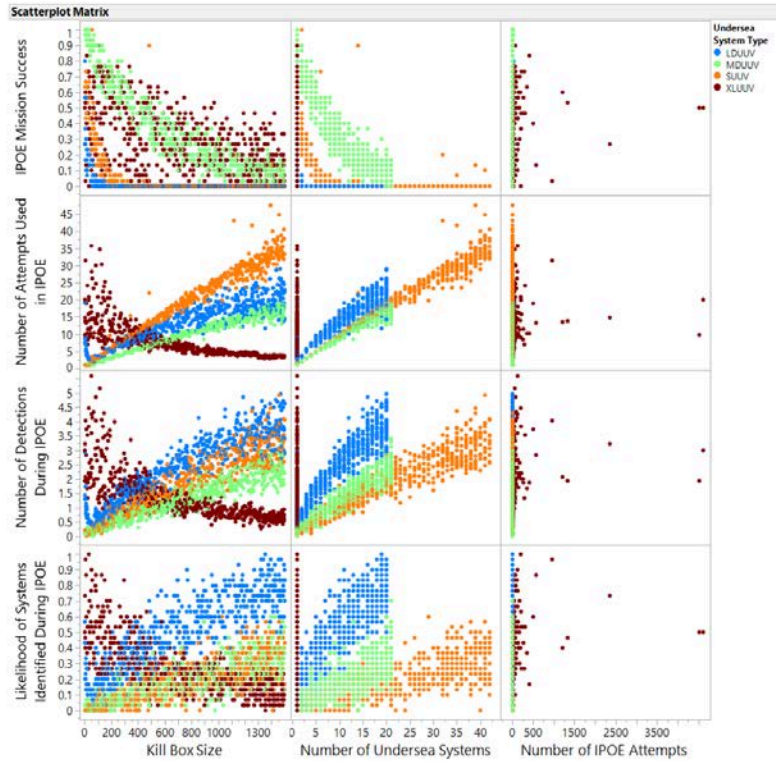 Scatterplot Matrix
Undersea
System Type
LDUUV
MDUUV
SUUV
XLUUV
IPOE Mission Success
1
0.9
0.8
0.7
0.6
0.5
0.4
0.3
0.2
0.1
0
Number of Attempts Used
in IPOE
45
40
35
30
25
20
15
10
5
0
Number of Detections
During IPOE
5
4.5
4
3.5
3
2.5
2
1.5
1
0.5
0
Likelihood of Systems
Identified During IPOE
1
0.9
0.8
0.7
0.6
0.5
0.4
0.3
0.2
0.1
0
0 200 400 600 800 1000 1300
0 5 10 15 20 25 30 35 40
0 500 1500 2500 3500
Kill Box Size
Number of Undersea Systems
Number of IPOE Attempts